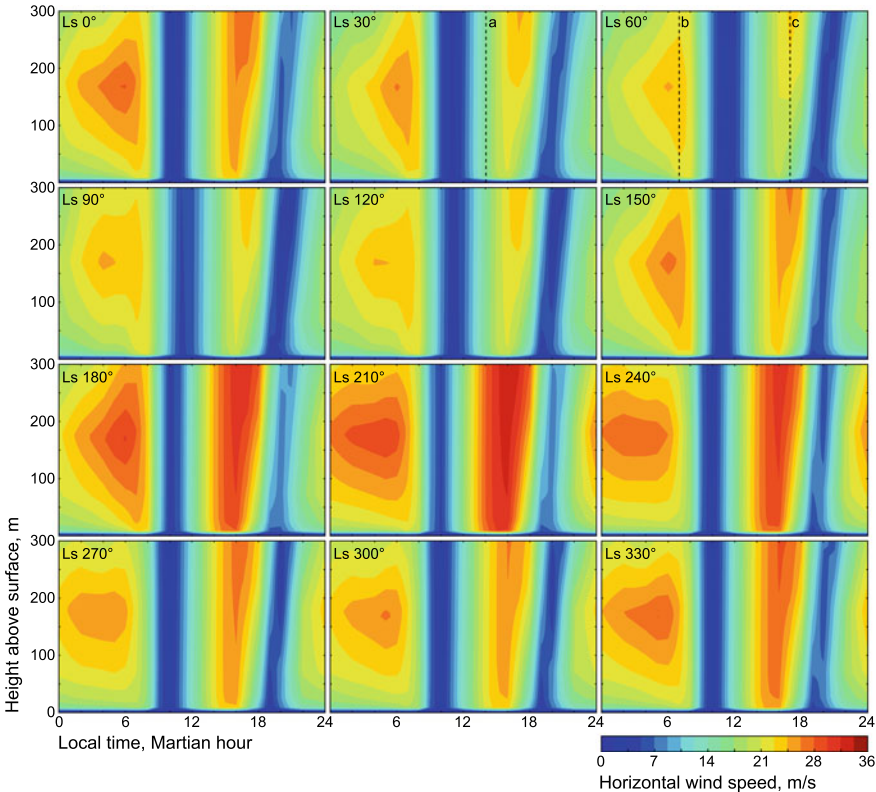 300
Ls 0°
Ls 30°
a
Ls 60°
b
c
200
100
300
Ls 90°
Ls 120°
Ls 150°
200
100
300
Ls 180°
Ls 210°
Ls 240°
200
100
300
Ls 270°
Ls 300°
Ls 330°
200
100
0
Height above surface, m
0 6 12 18 24 6 12 18 24 6 12 18 24
Local time, Martian hour
0 7 14 21 28 36
Horizontal wind speed, m/s